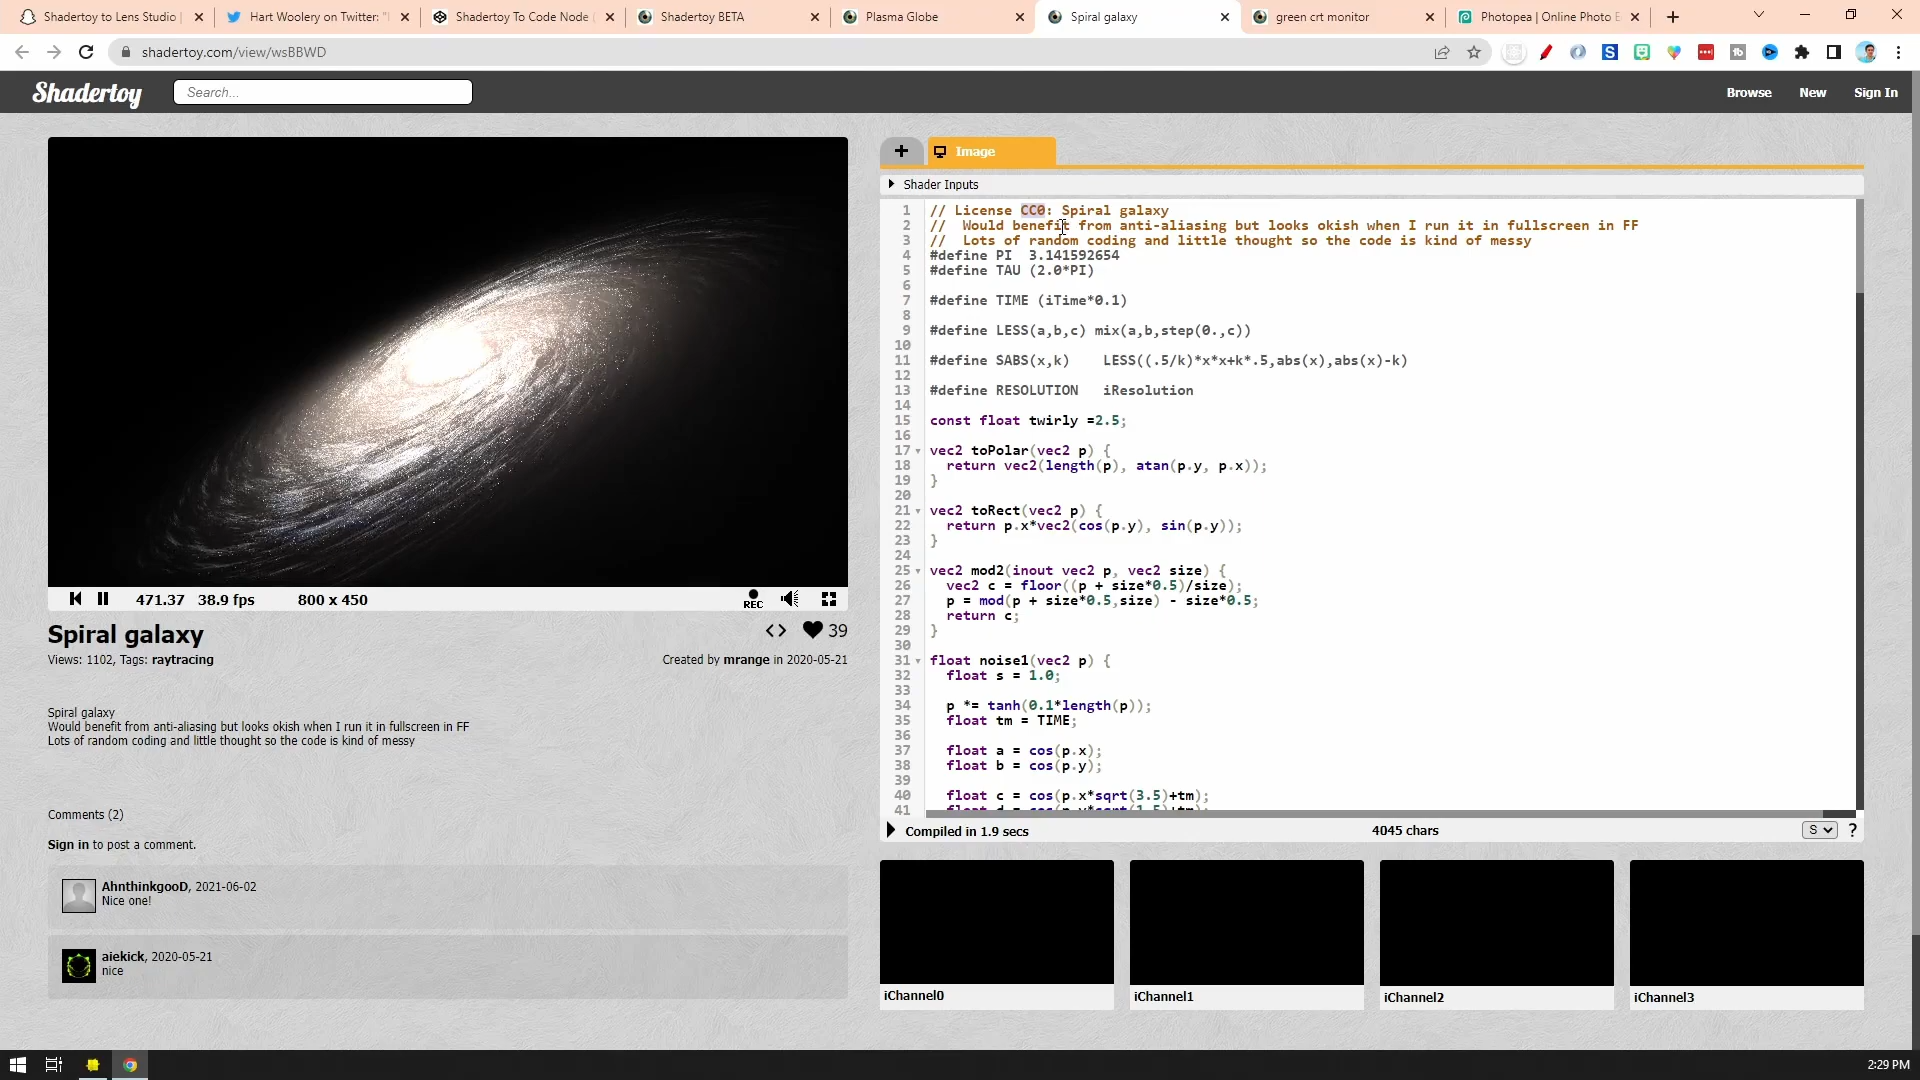 Shadertoy to Lens Studio |
Hart Woolery on Twitter: "
Shadertoy To Code Node (
Shadertoy BETA
Plasma Globe
Spiral galaxy
green crt monitor
Photopea | Online Photo E
shadertoy.com/view/wsBBWD
Shadertoy
Search...
Browse
New
Sign In
Image
Shader Inputs
1 // License CC0: Spiral galaxy
2 //  Would benefit from anti-aliasing but looks okish when I run it in fullscreen in FF
3 //  Lots of random coding and little thought so the code is kind of messy
4 #define PI  3.141592654
5 #define TAU (2.0*PI)
6
7 #define TIME (iTime*0.1)
8
9 #define LESS(a,b,c) mix(a,b,step(0.,c))
10
11 #define SABS(x,k)    LESS((.5/k)*x*x+k*.5,abs(x),abs(x)-k)
12
13 #define RESOLUTION   iResolution
14
15 const float twirly =2.5;
16
17 vec2 toPolar(vec2 p) {
18   return vec2(length(p), atan(p.y, p.x));
19 }
20
21 vec2 toRect(vec2 p) {
22   return p.x*vec2(cos(p.y), sin(p.y));
23 }
24
25 vec2 mod2(inout vec2 p, vec2 size) {
26   vec2 c = floor((p + size*0.5)/size);
27   p = mod(p + size*0.5,size) - size*0.5;
28   return c;
29 }
30
31 float noise1(vec2 p) {
32   float s = 1.0;
33
34   p *= tanh(0.1*length(p));
35   float tm = TIME;
36
37   float a = cos(p.x);
38   float b = cos(p.y);
39
40   float c = cos(p.x*sqrt(3.5)+tm);
41
471.37 38.9 fps 800 x 450
REC
Spiral galaxy
39
Views: 1102, Tags: raytracing
Created by mrange in 2020-05-21
Spiral galaxy
Would benefit from anti-aliasing but looks okish when I run it in fullscreen in FF
Lots of random coding and little thought so the code is kind of messy
Comments (2)
Sign in to post a comment.
AhnthinkgooD, 2021-06-02
Nice one!
aiekick, 2020-05-21
nice
Compiled in 1.9 secs
4045 chars
S
?
iChannel0
iChannel1
iChannel2
iChannel3
2:29 PM